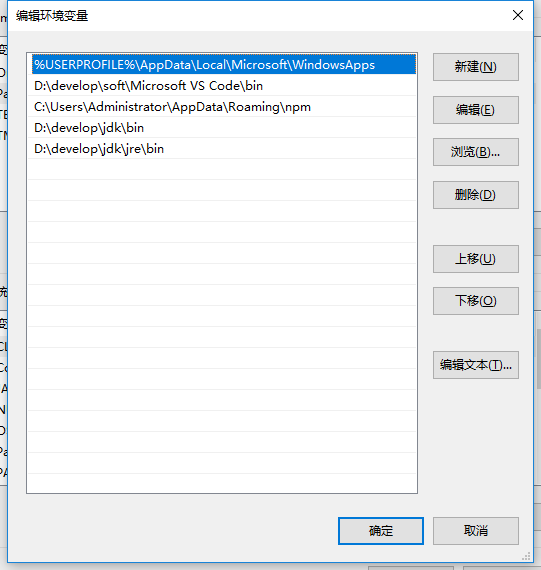 编辑环境变量
%USERPROFILE%\AppData\Local\Microsoft\WindowsApps
D:\develop\soft\Microsoft VS Code\bin
C:\Users\Administrator\AppData\Roaming\npm
D:\develop\jdk\bin
D:\develop\jdk\jre\bin
新建(N)
编辑(E)
浏览(B)...
删除(D)
上移(U)
下移(O)
编辑文本(T)...
确定
取消